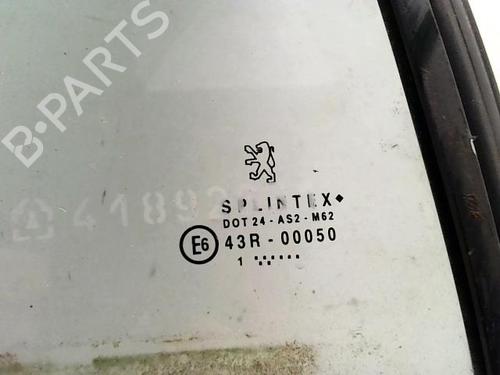 B-PARTS
SPLINTEX
DOT 24-AS2-M62
E6 43R-00050
1